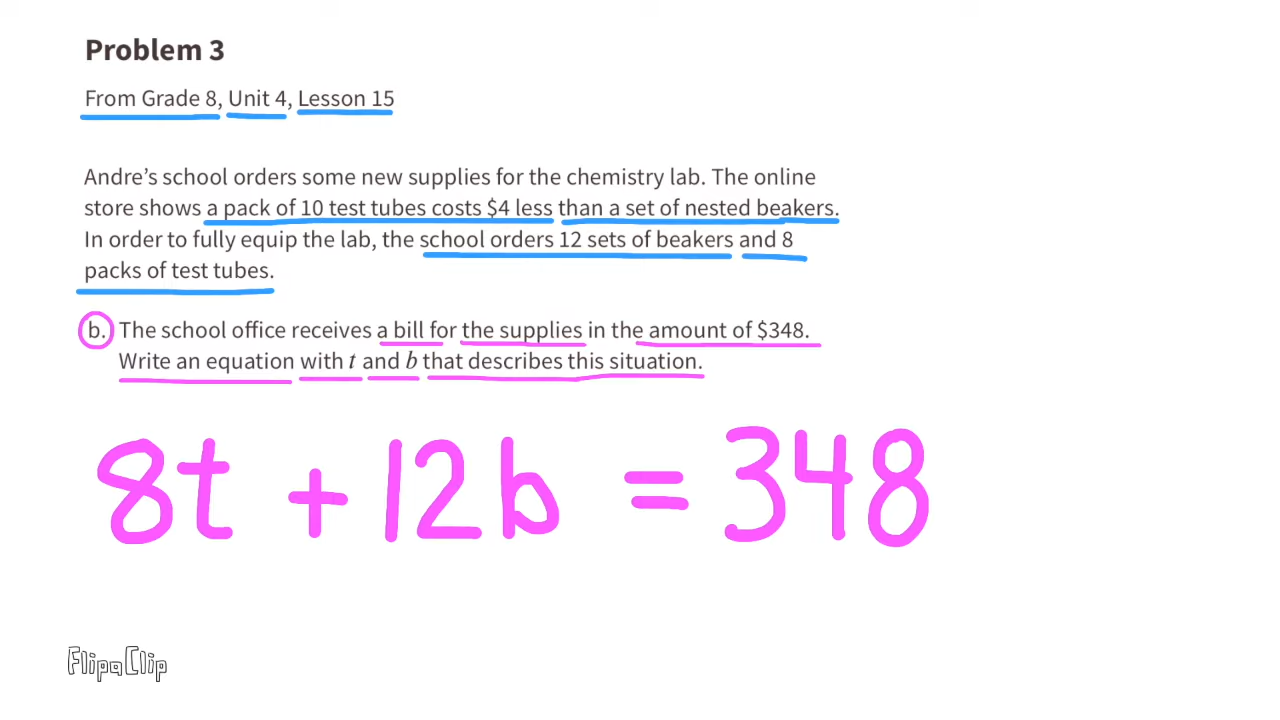 Problem 3
From Grade 8, Unit 4, Lesson 15
Andre’s school orders some new supplies for the chemistry lab. The online
store shows a pack of 10 test tubes costs $4 less than a set of nested beakers.
In order to fully equip the lab, the school orders 12 sets of beakers and 8
packs of test tubes.
b. The school office receives a bill for the supplies in the amount of $348.
Write an equation with t and b that describes this situation.
8t + 12b = 348
FlipaClip